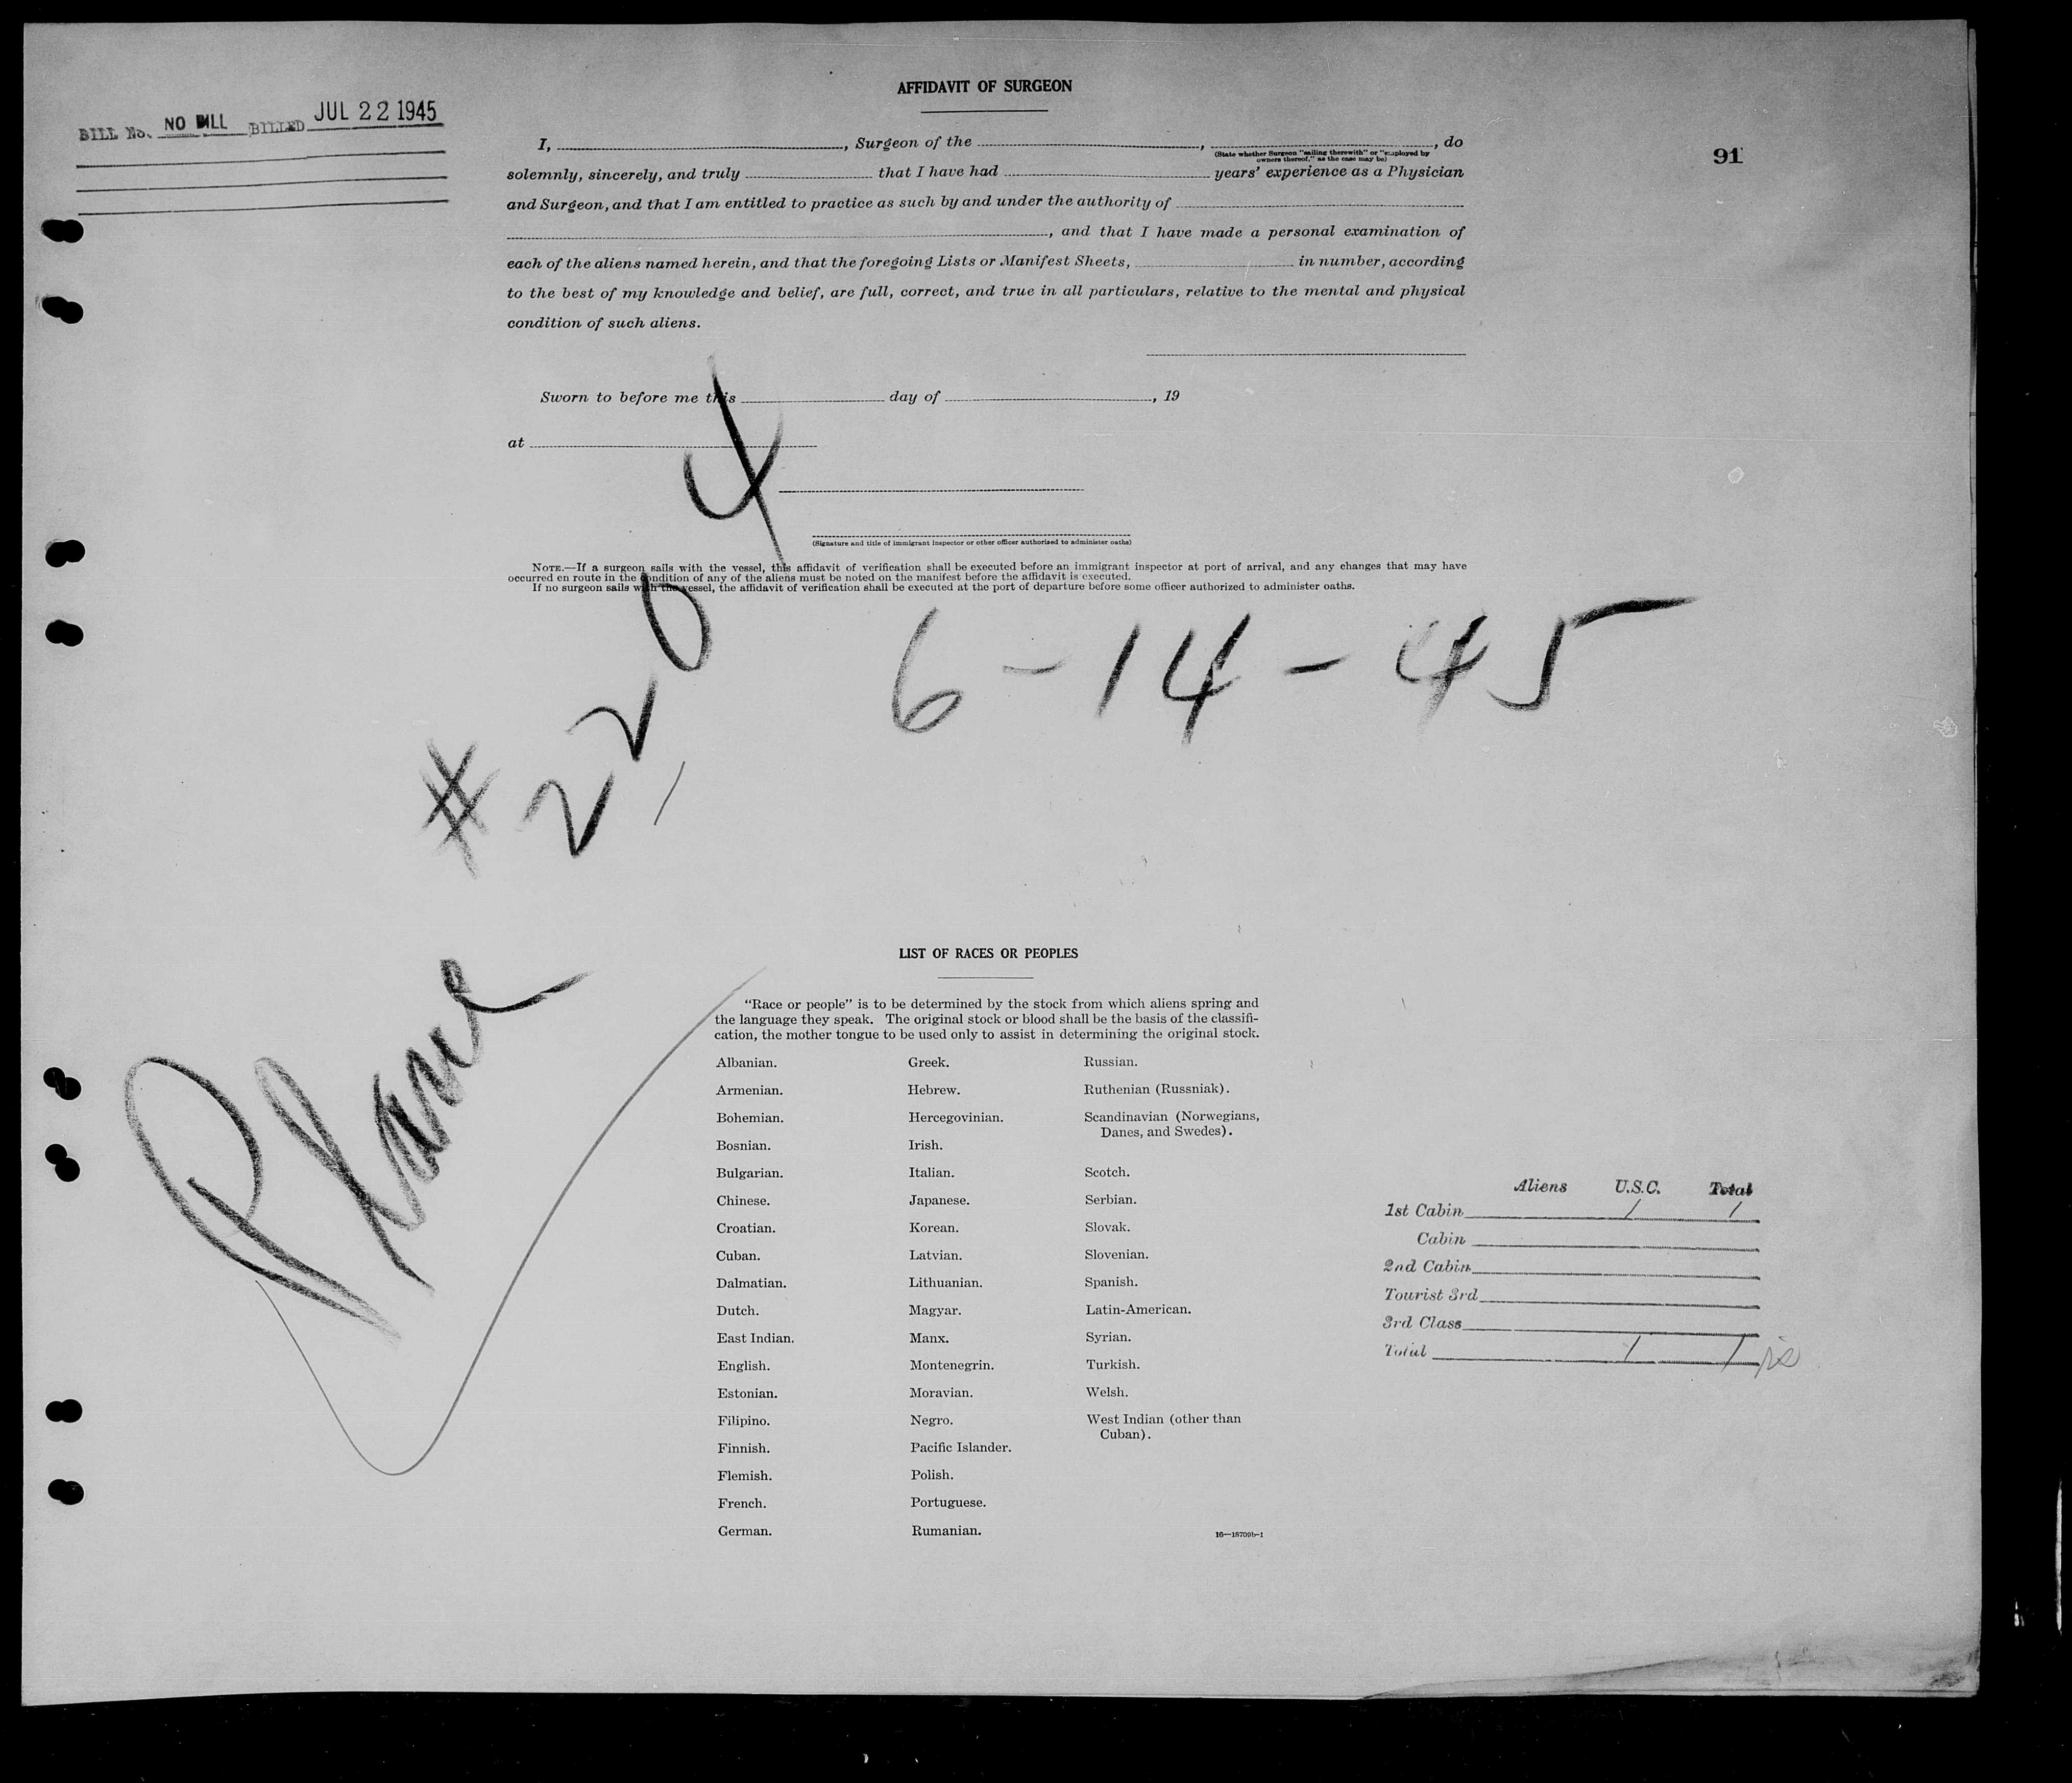 AFFIDAVIT OF SURGEON
BILL No. NO BILL BILLED JUL 22 1945
91
I, , Surgeon of the , , do
(State whether Surgeon "sailing therewith" or "employed by
owners thereof," as the case may be)
solemnly, sincerely, and truly that I have had years' experience as a Physician
and Surgeon, and that I am entitled to practice as such by and under the authority of
, and that I have made a personal examination of
each of the aliens named herein, and that the foregoing Lists or Manifest Sheets, in number, according
to the best of my knowledge and belief, are full, correct, and true in all particulars, relative to the mental and physical
condition of such aliens.
Sworn to before me this day of , 19
at
(Signature and title of immigrant inspector or other officer authorized to administer oaths)
NOTE.—If a surgeon sails with the vessel, this affidavit of verification shall be executed before an immigrant inspector at port of arrival, and any changes that may have
occurred en route in the condition of any of the aliens must be noted on the manifest before the affidavit is executed.
If no surgeon sails with the vessel, the affidavit of verification shall be executed at the port of departure before some officer authorized to administer oaths.
Plane # 2204
6-14-45
LIST OF RACES OR PEOPLES
"Race or people" is to be determined by the stock from which aliens spring and
the language they speak. The original stock or blood shall be the basis of the classifi-
cation, the mother tongue to be used only to assist in determining the original stock.
Albanian.
Armenian.
Bohemian.
Bosnian.
Bulgarian.
Chinese.
Croatian.
Cuban.
Dalmatian.
Dutch.
East Indian.
English.
Estonian.
Filipino.
Finnish.
Flemish.
French.
German.
Greek.
Hebrew.
Hercegovinian.
Irish.
Italian.
Japanese.
Korean.
Latvian.
Lithuanian.
Magyar.
Manx.
Montenegrin.
Moravian.
Negro.
Pacific Islander.
Polish.
Portuguese.
Rumanian.
Russian.
Ruthenian (Russniak).
Scandinavian (Norwegians,
Danes, and Swedes).
Scotch.
Serbian.
Slovak.
Slovenian.
Spanish.
Latin-American.
Syrian.
Turkish.
Welsh.
West Indian (other than
Cuban).
16—18709b-1
Aliens U.S.C. Total
1st Cabin 1 1
Cabin
2nd Cabin
Tourist 3rd
3rd Class
Total 1 1